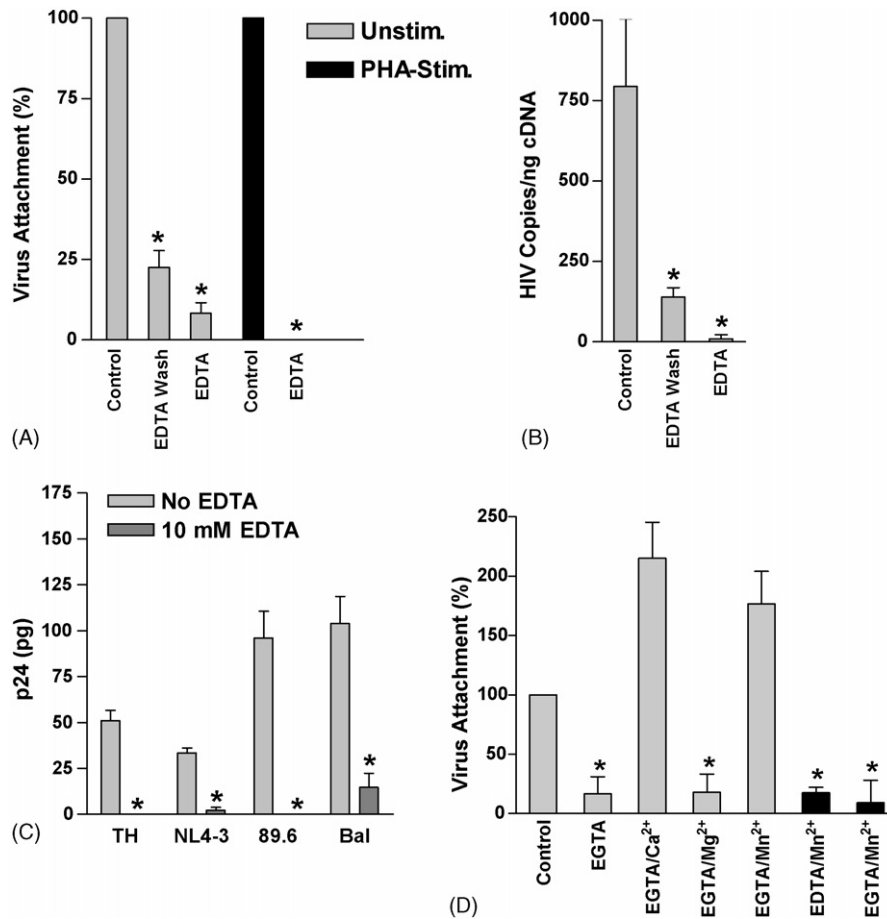 100
75
50
25
0
Virus Attachment (%)
Unstim.
PHA-Stim.
*
*
*
Control
EDTA Wash
EDTA
Control
EDTA
(A)
1000
750
500
250
0
HIV Copies/ng cDNA
*
*
Control
EDTA Wash
EDTA
(B)
175
150
125
100
75
50
25
0
p24 (pg)
No EDTA
10 mM EDTA
*
*
*
*
TH
NL4-3
89.6
Bal
(C)
250
200
150
100
50
0
Virus Attachment (%)
*
*
*
*
Control
EGTA
EGTA/Ca²⁺
EGTA/Mg²⁺
EGTA/Mn²⁺
EDTA/Mn²⁺
EGTA/Mn²⁺
(D)